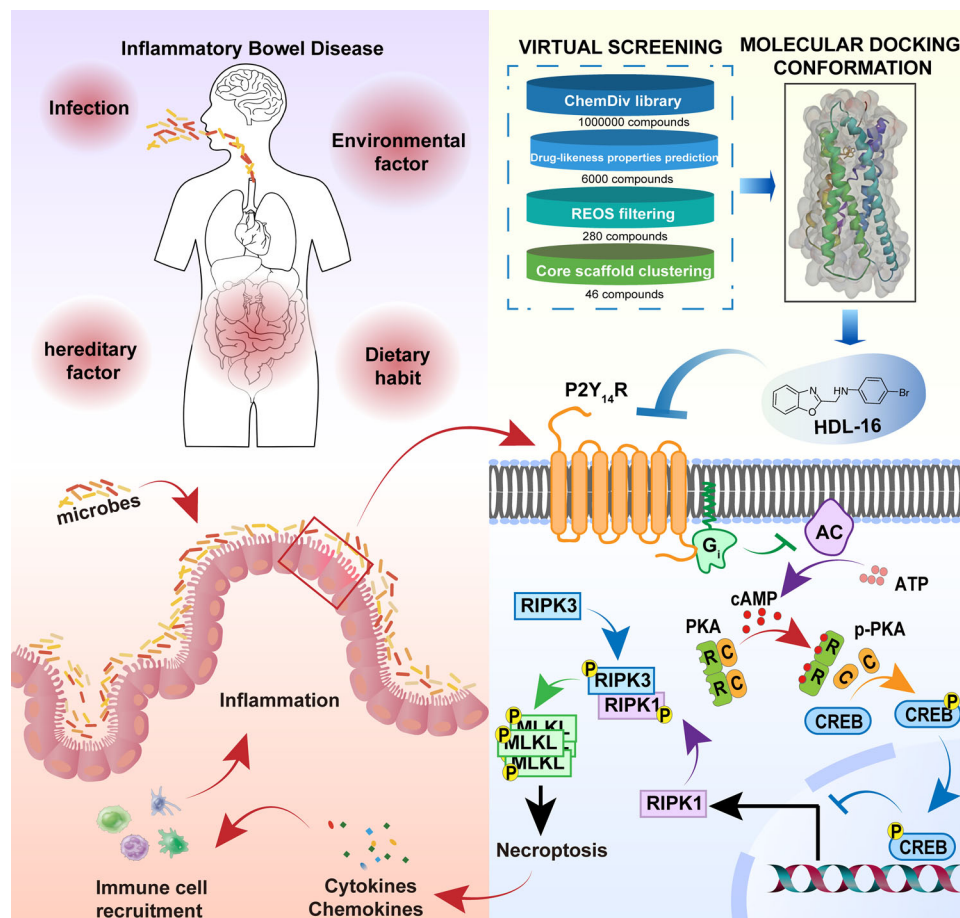 Inflammatory Bowel Disease
Infection
Environmental
factor
hereditary
factor
Dietary
habit
VIRTUAL SCREENING
ChemDiv library
1000000 compounds
Drug-likeness properties prediction
6000 compounds
REOS filtering
280 compounds
Core scaffold clustering
46 compounds
MOLECULAR DOCKING
CONFORMATION
N
O
HN
Br
HDL-16
P2Y₁₄R
Gᵢ
AC
ATP
cAMP
PKA
R
C
R
C
p-PKA
R
R
C
C
CREB
P
CREB
P
CREB
RIPK3
P
RIPK3
RIPK1
P
RIPK1
P
MLKL
P
MLKL
P
MLKL
Necroptosis
microbes
Inflammation
Immune cell
recruitment
Cytokines
Chemokines